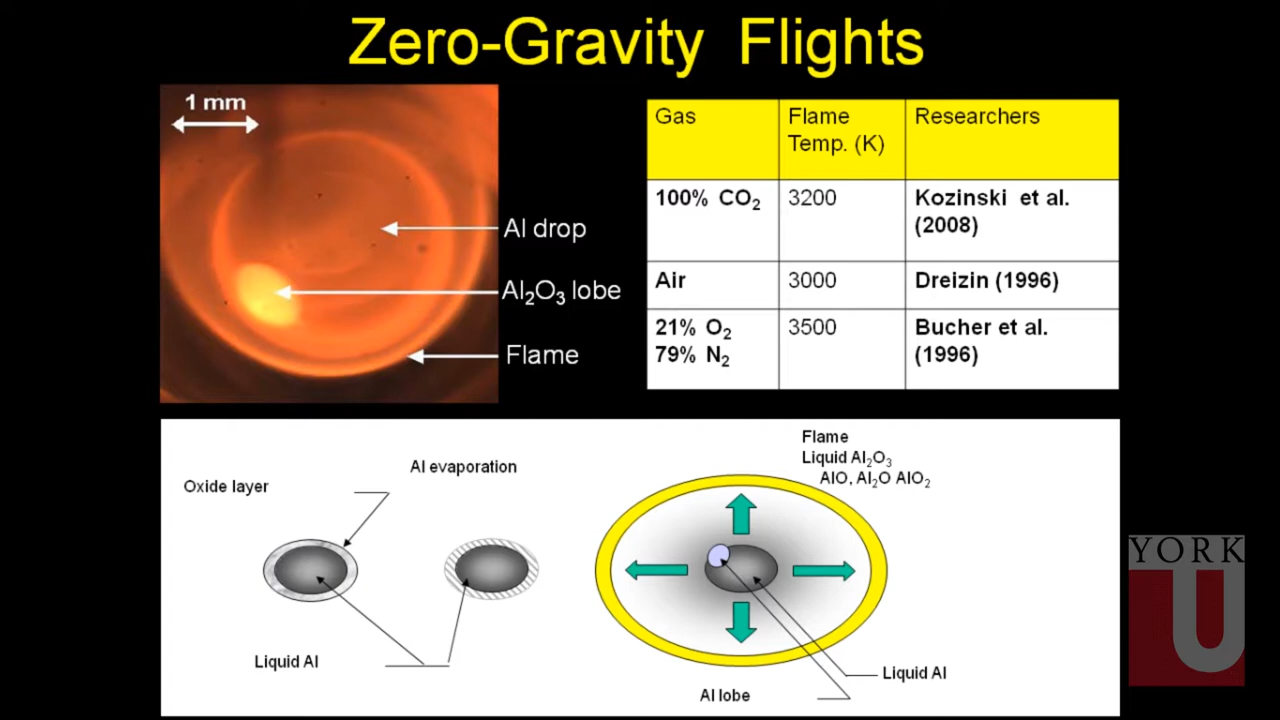 Zero-Gravity Flights
1 mm
Al drop
Al₂O₃ lobe
Flame
Gas
Flame
Temp. (K)
Researchers
100% CO₂
3200
Kozinski et al.
(2008)
Air
3000
Dreizin (1996)
21% O₂
79% N₂
3500
Bucher et al.
(1996)
Oxide layer
Al evaporation
Liquid Al
Flame
Liquid Al₂O₃
AlO, Al₂O AlO₂
Liquid Al
Al lobe
YORK
U